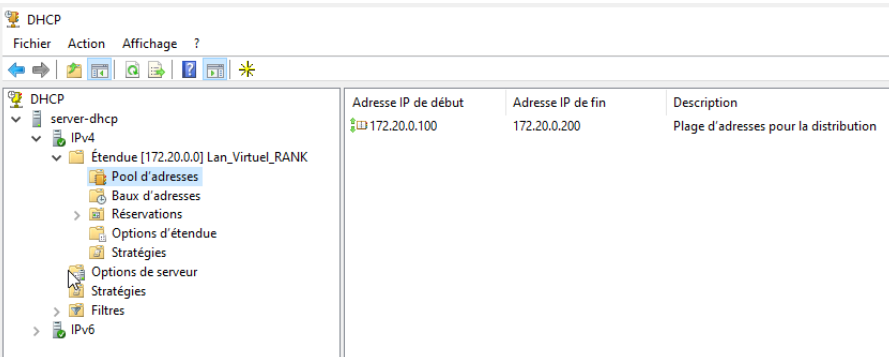 DHCP
Fichier Action Affichage ?
DHCP
server-dhcp
IPv4
Étendue [172.20.0.0] Lan_Virtuel_RANK
Pool d'adresses
Baux d'adresses
Réservations
Options d'étendue
Stratégies
Options de serveur
Stratégies
Filtres
IPv6
Adresse IP de début Adresse IP de fin Description
172.20.0.100 172.20.0.200 Plage d'adresses pour la distribution